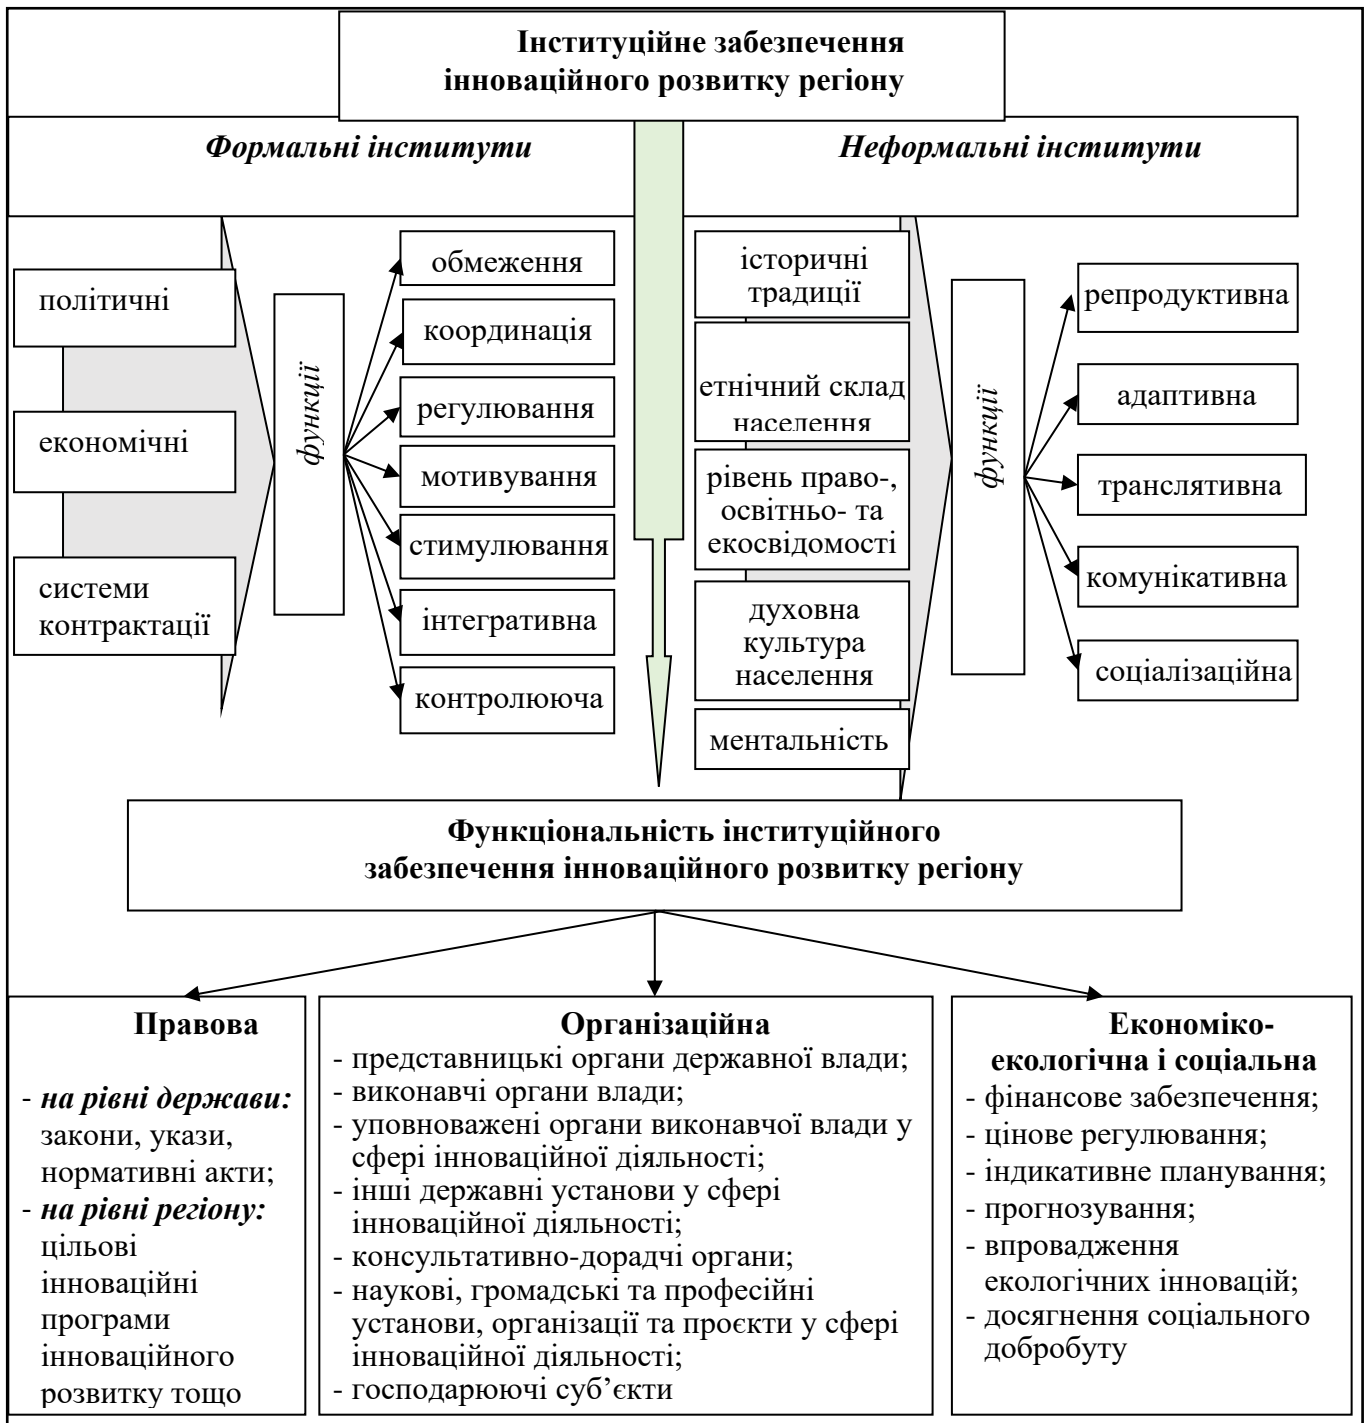 Інституційне забезпечення
інноваційного розвитку регіону
Формальні інститути
Неформальні інститути
політичні
економічні
системи
контрактації
функції
обмеження
координація
регулювання
мотивування
стимулювання
інтегративна
контролююча
історичні
традиції
етнічний склад
населення
рівень право-,
освітньо- та
екосвідомості
духовна
культура
населення
ментальність
функції
репродуктивна
адаптивна
транслятивна
комунікативна
соціалізаційна
Функціональність інституційного
забезпечення інноваційного розвитку регіону
Правова
- на рівні держави:
закони, укази,
нормативні акти;
- на рівні регіону:
цільові
інноваційні
програми
інноваційного
розвитку тощо
Організаційна
- представницькі органи державної влади;
- виконавчі органи влади;
- уповноважені органи виконавчої влади у
сфері інноваційної діяльності;
- інші державні установи у сфері
інноваційної діяльності;
- консультативно-дорадчі органи;
- наукові, громадські та професійні
установи, організації та проєкти у сфері
інноваційної діяльності;
- господарюючі суб’єкти
Економіко-
екологічна і соціальна
- фінансове забезпечення;
- цінове регулювання;
- індикативне планування;
- прогнозування;
- впровадження
екологічних інновацій;
- досягнення соціального
добробуту